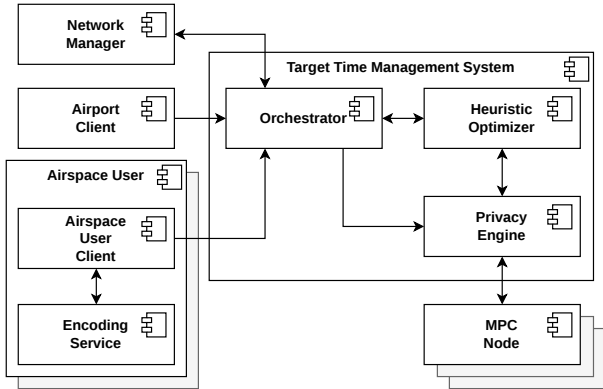 Network
Manager
Target Time Management System
Airport
Client
Orchestrator
Heuristic
Optimizer
Airspace User
Airspace
User
Client
Privacy
Engine
Encoding
Service
MPC
Node